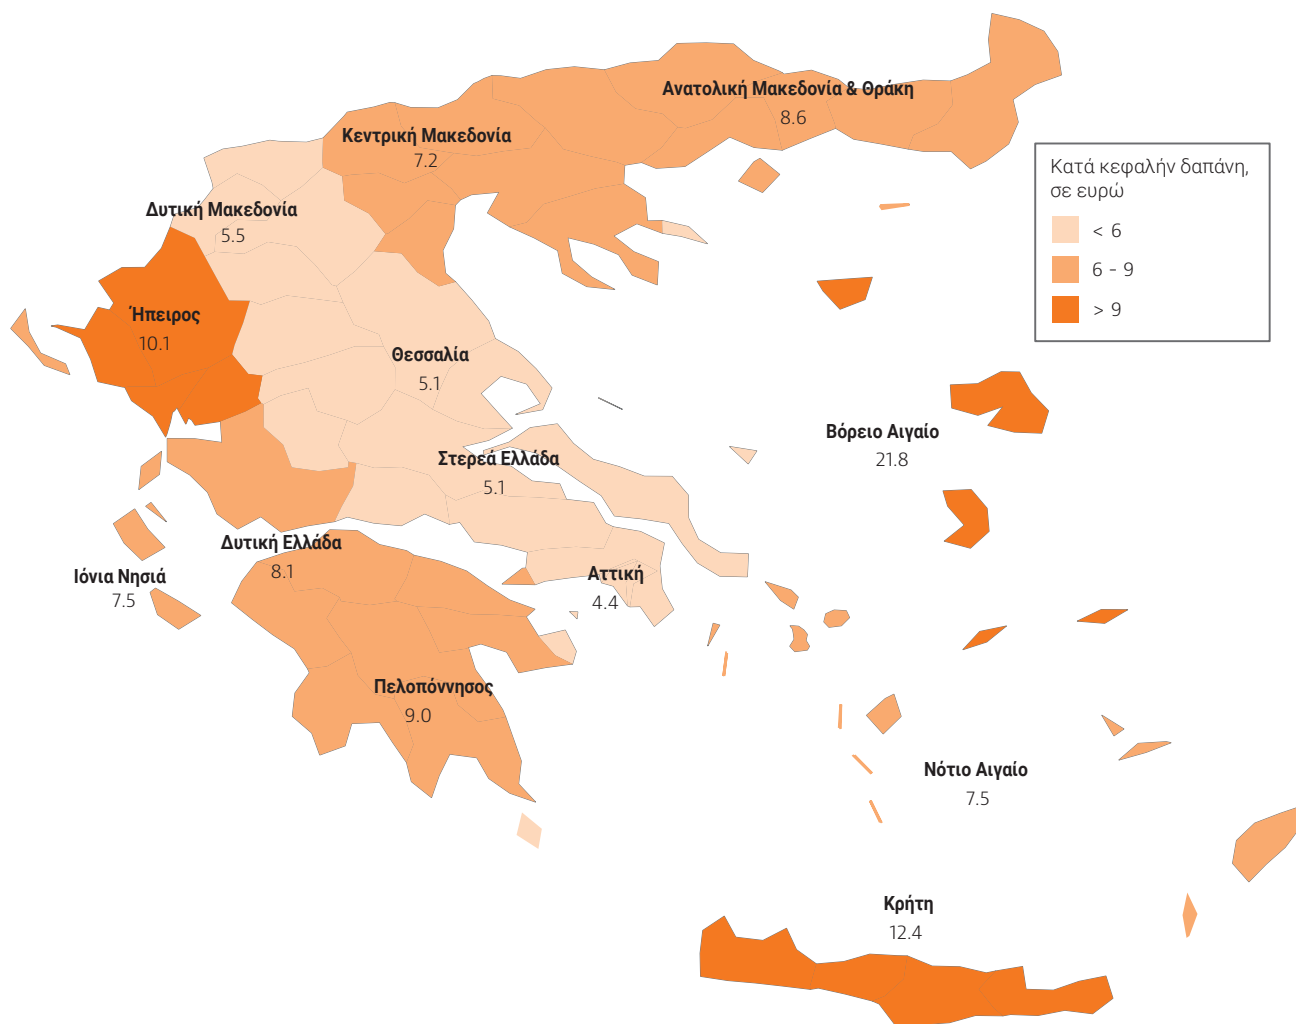 Ανατολική Μακεδονία & Θράκη
8.6
Κεντρική Μακεδονία
7.2
Κατά κεφαλήν δαπάνη,
σε ευρώ
< 6
6 - 9
> 9
Δυτική Μακεδονία
5.5
Ήπειρος
10.1
Θεσσαλία
5.1
Βόρειο Αιγαίο
21.8
Στερεά Ελλάδα
5.1
Δυτική Ελλάδα
8.1
Ιόνια Νησιά
7.5
Αττική
4.4
Πελοπόννησος
9.0
Νότιο Αιγαίο
7.5
Κρήτη
12.4